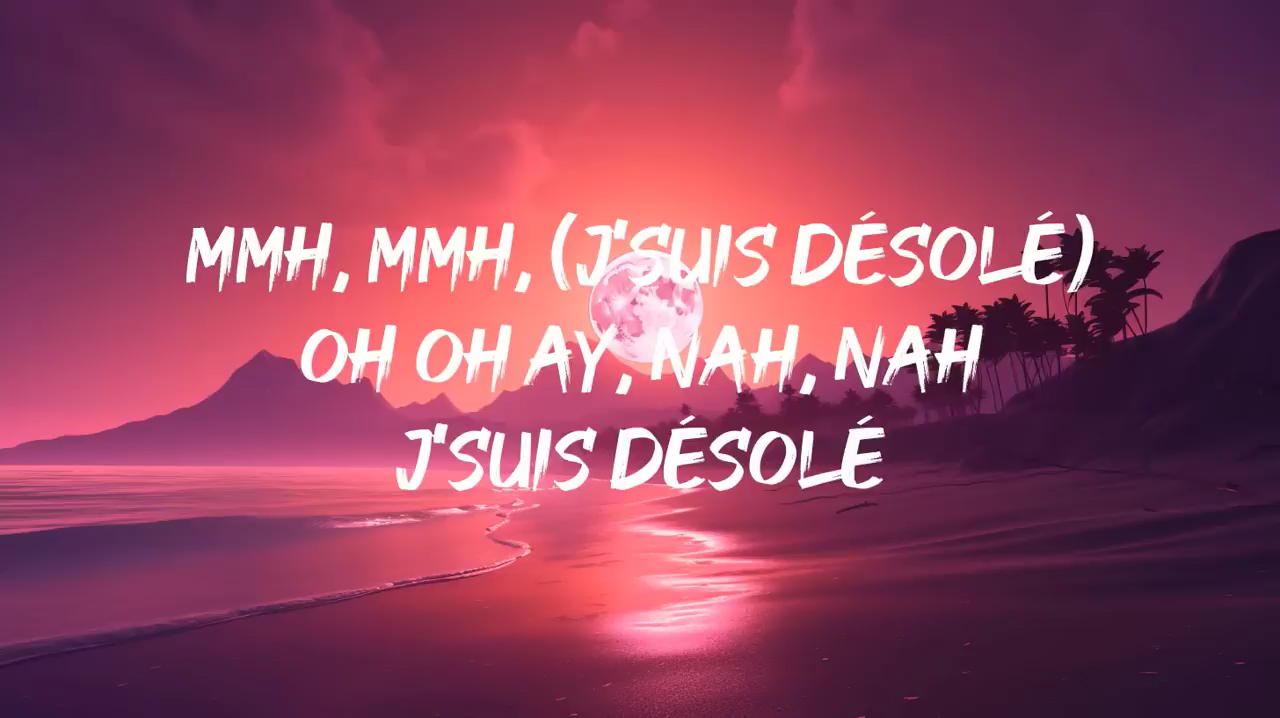 MMH, MMH, (J'SUIS DÉSOLÉ)
OH OH AY, NAH, NAH
J'SUIS DÉSOLÉ